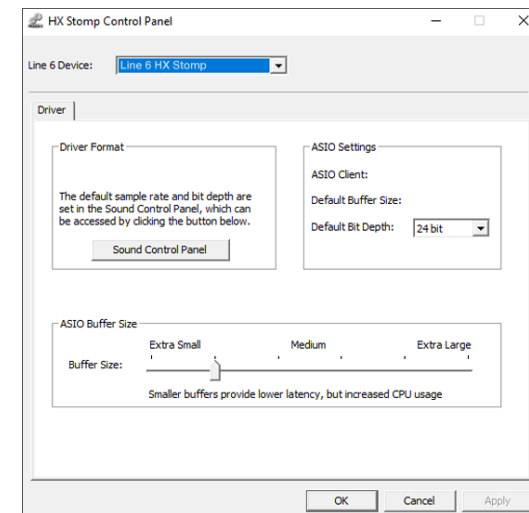 HX Stomp Control Panel
Line 6 Device: Line 6 HX Stomp
Driver
Driver Format
The default sample rate and bit depth are
set in the Sound Control Panel, which can
be accessed by clicking the button below.
Sound Control Panel
ASIO Settings
ASIO Client:
Default Buffer Size:
Default Bit Depth: 24 bit
ASIO Buffer Size
Extra Small Medium Extra Large
Buffer Size:
Smaller buffers provide lower latency, but increased CPU usage
OK Cancel Apply